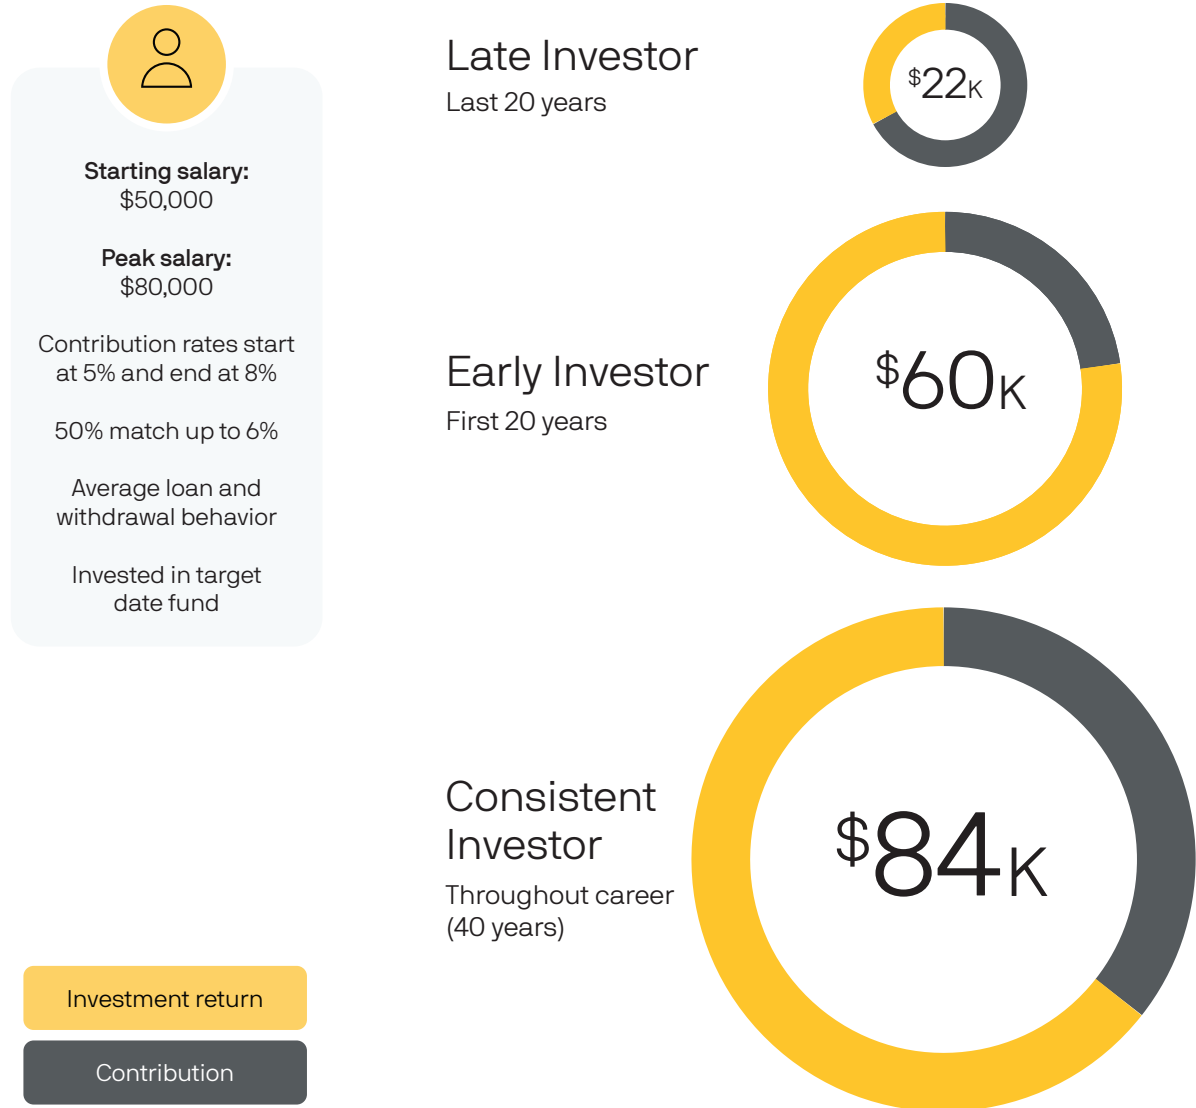 Starting salary:
$50,000
Peak salary:
$80,000
Contribution rates start
at 5% and end at 8%
50% match up to 6%
Average loan and
withdrawal behavior
Invested in target
date fund
Investment return
Contribution
Late Investor
Last 20 years
$22K
Early Investor
First 20 years
$60K
Consistent
Investor
Throughout career
(40 years)
$84K